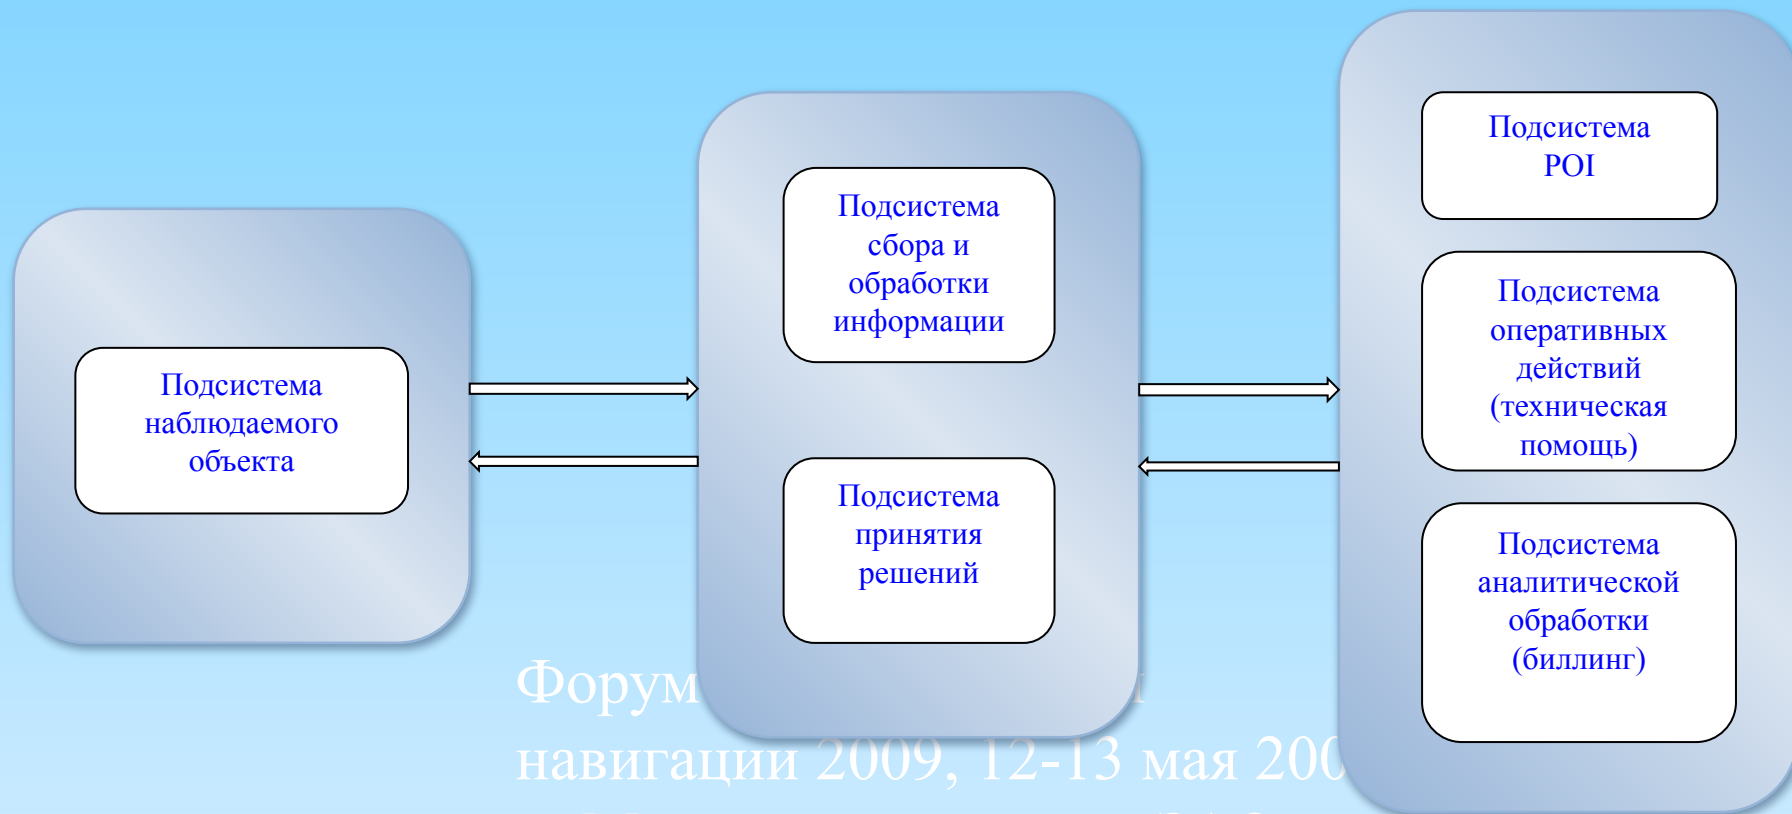 Подсистема
наблюдаемого
объекта
Подсистема
сбора и
обработки
информации
Подсистема
принятия
решений
Подсистема
POI
Подсистема
оперативных
действий
(техническая
помощь)
Подсистема
аналитической
обработки
(биллинг)
Форум
навигации 2009, 12-13 мая